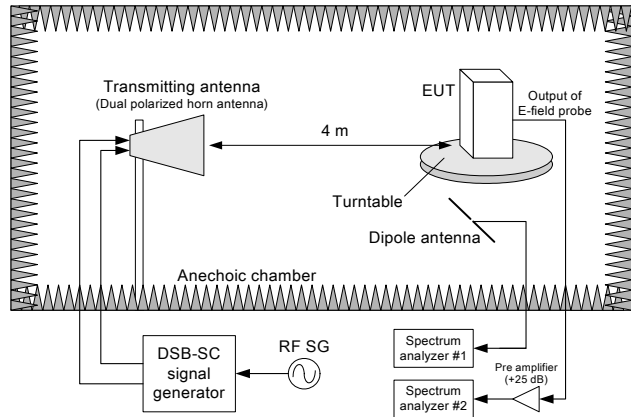 Transmitting antenna
(Dual polarized horn antenna)
EUT
Output of
E-field probe
4 m
Turntable
Dipole antenna
Anechoic chamber
DSB-SC
signal
generator
RF SG
Spectrum
analyzer #1
Pre amplifier
(+25 dB)
Spectrum
analyzer #2